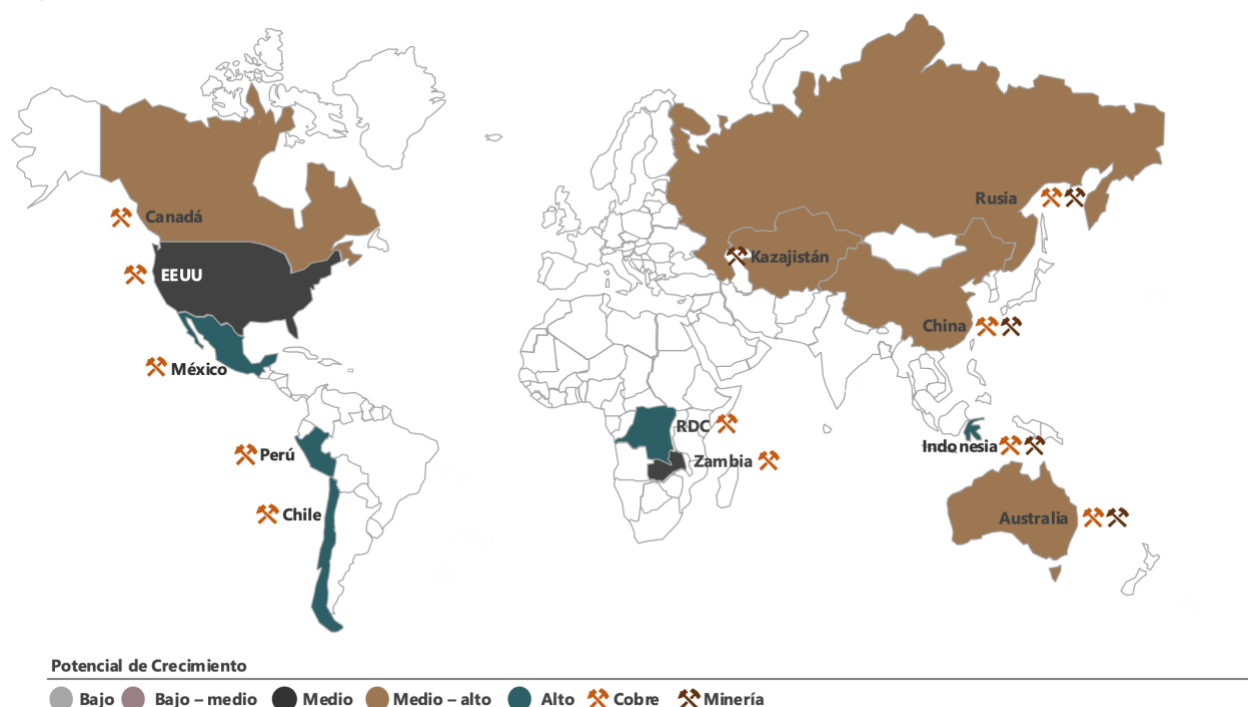 Rusia
Canadá
Kazajistán
EEUU
China
México
RDC
Indonesia
Perú
Zambia
Chile
Australia
Potencial de Crecimiento
Bajo Bajo – medio Medio Medio – alto Alto Cobre Minería